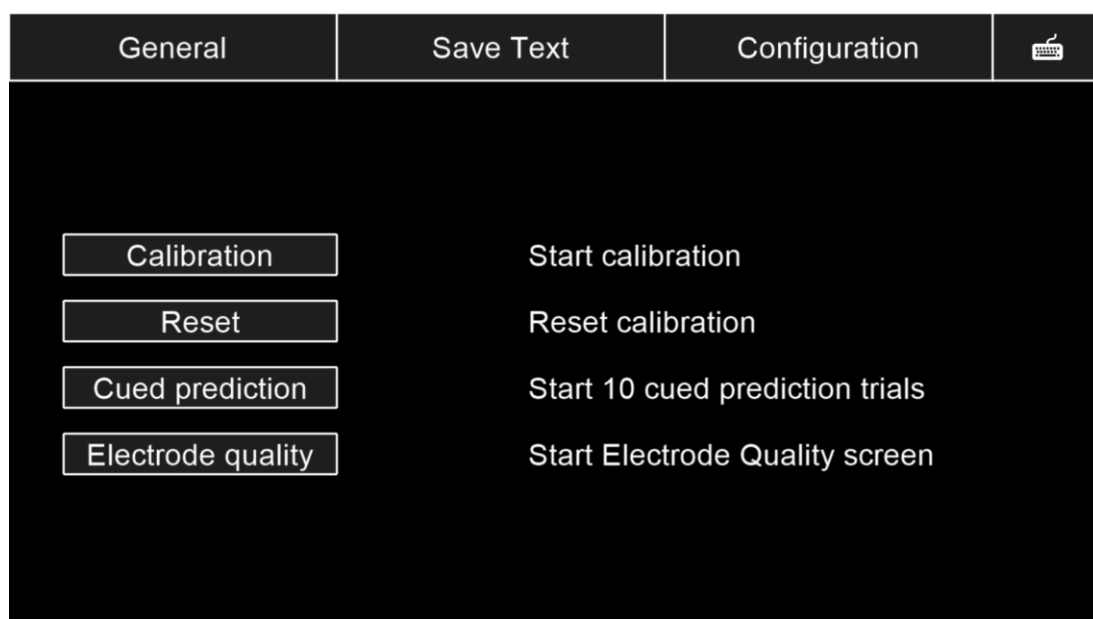 General Save Text Configuration
Calibration Start calibration
Reset Reset calibration
Cued prediction Start 10 cued prediction trials
Electrode quality Start Electrode Quality screen